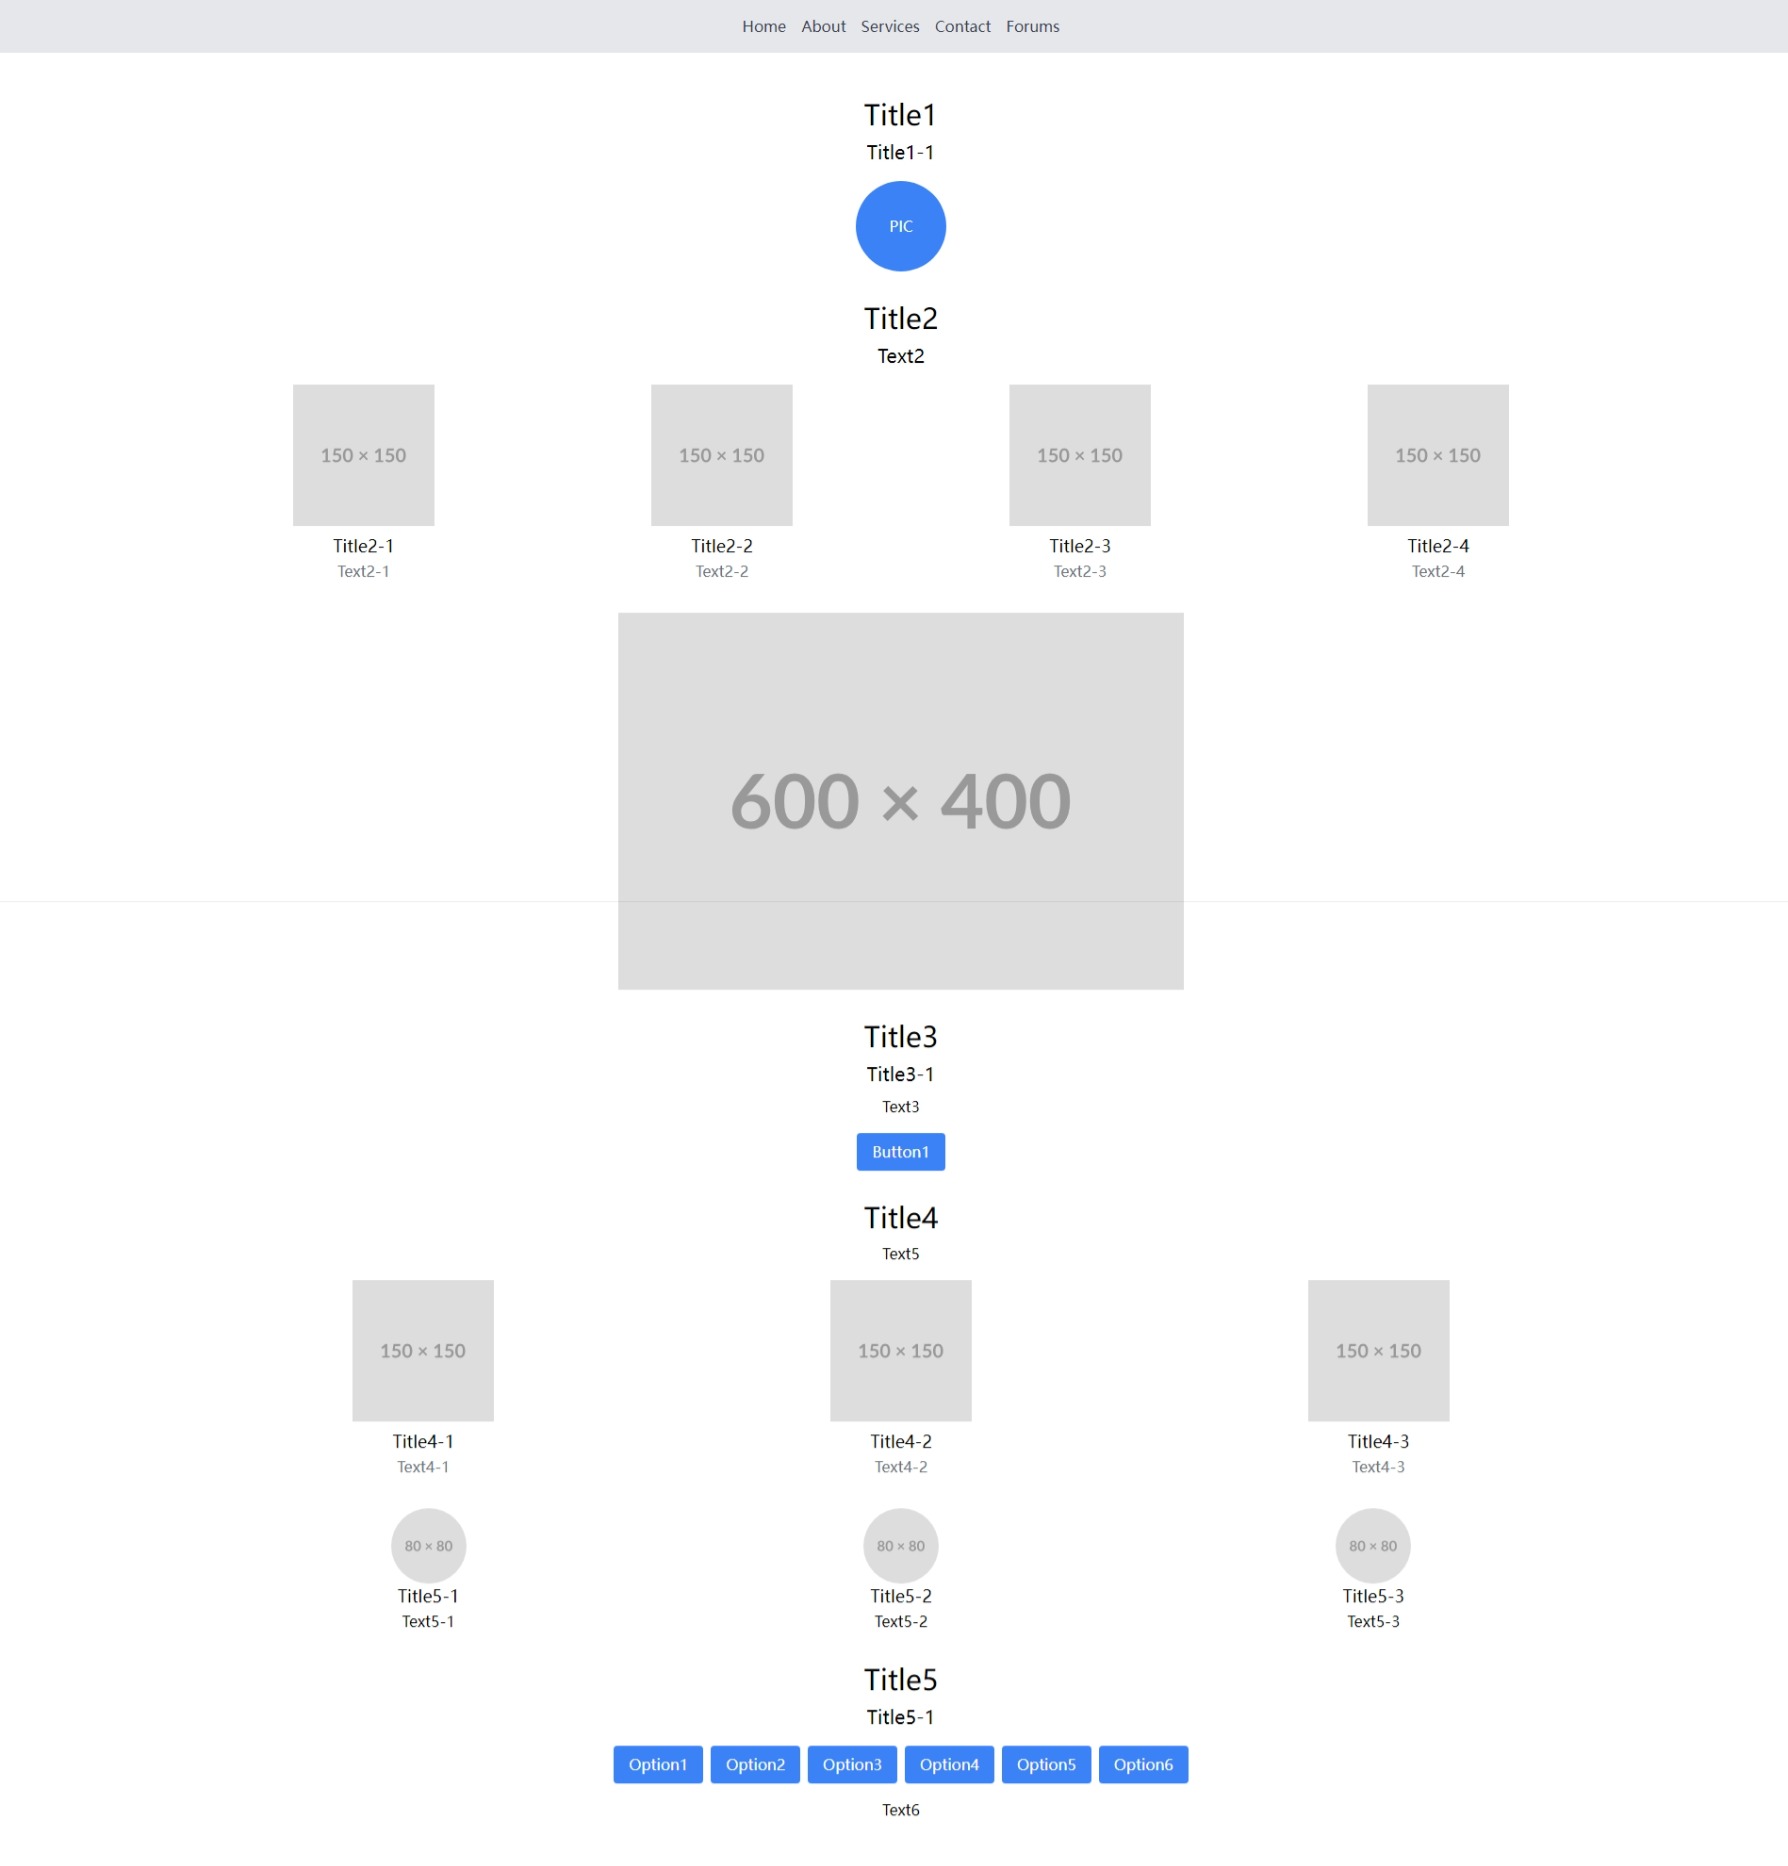 Home About Services Contact Forums
Title1
Title1-1
PIC
Title2
Text2
150 × 150 150 × 150 150 × 150 150 × 150
Title2-1 Title2-2 Title2-3 Title2-4
Text2-1 Text2-2 Text2-3 Text2-4
600 × 400
Title3
Title3-1
Text3
Button1
Title4
Text5
150 × 150 150 × 150 150 × 150
Title4-1 Title4-2 Title4-3
Text4-1 Text4-2 Text4-3
80 × 80 80 × 80 80 × 80
Title5-1 Title5-2 Title5-3
Text5-1 Text5-2 Text5-3
Title5
Title5-1
Option1 Option2 Option3 Option4 Option5 Option6
Text6